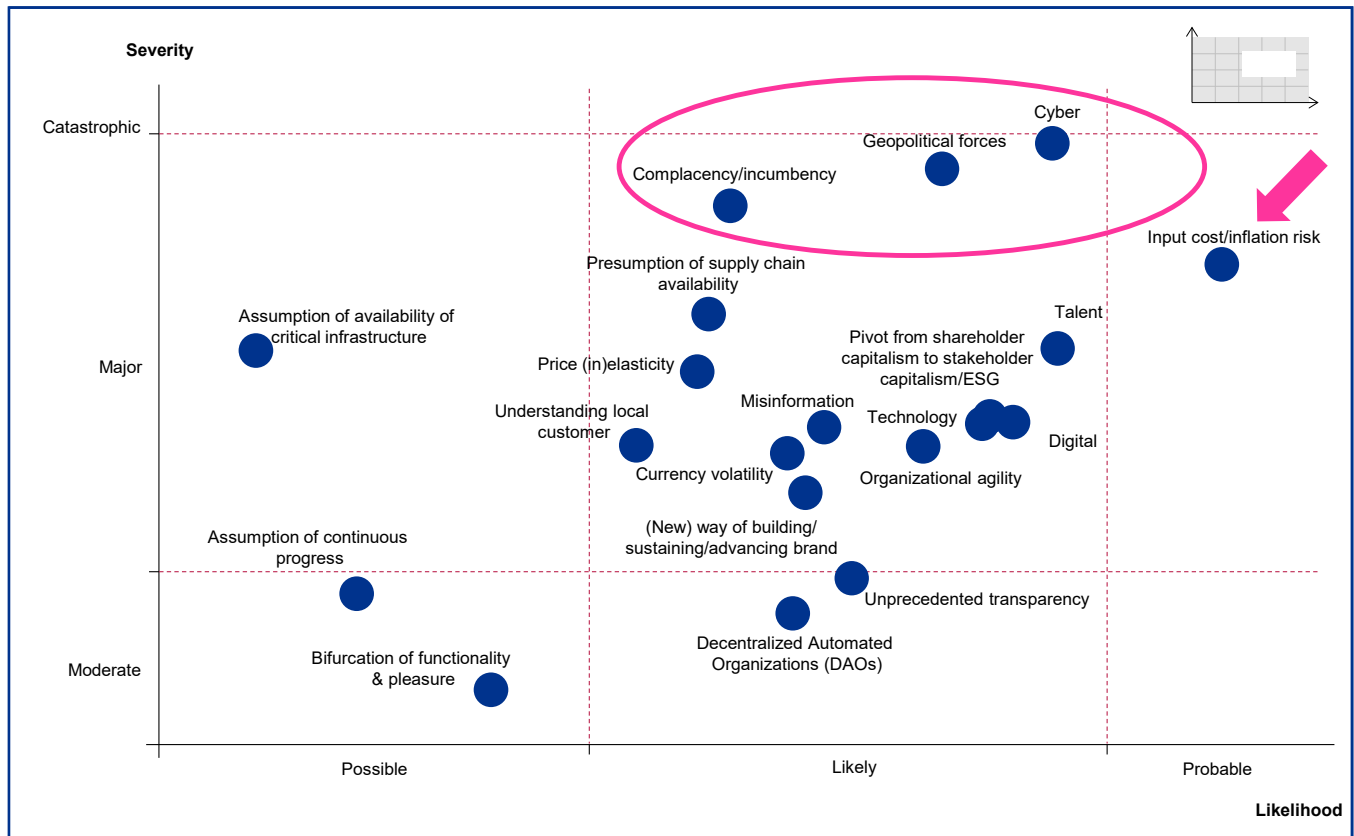 Severity
Catastrophic
Cyber
Geopolitical forces
Complacency/incumbency
Input cost/inflation risk
Presumption of supply chain
availability
Assumption of availability of
critical infrastructure
Talent
Pivot from shareholder
capitalism to stakeholder
capitalism/ESG
Major
Price (in)elasticity
Misinformation
Understanding local
customer
Technology
Digital
Currency volatility
Organizational agility
(New) way of building/
sustaining/advancing brand
Assumption of continuous
progress
Unprecedented transparency
Decentralized Automated
Organizations (DAOs)
Bifurcation of functionality
& pleasure
Moderate
Possible
Likely
Probable
Likelihood